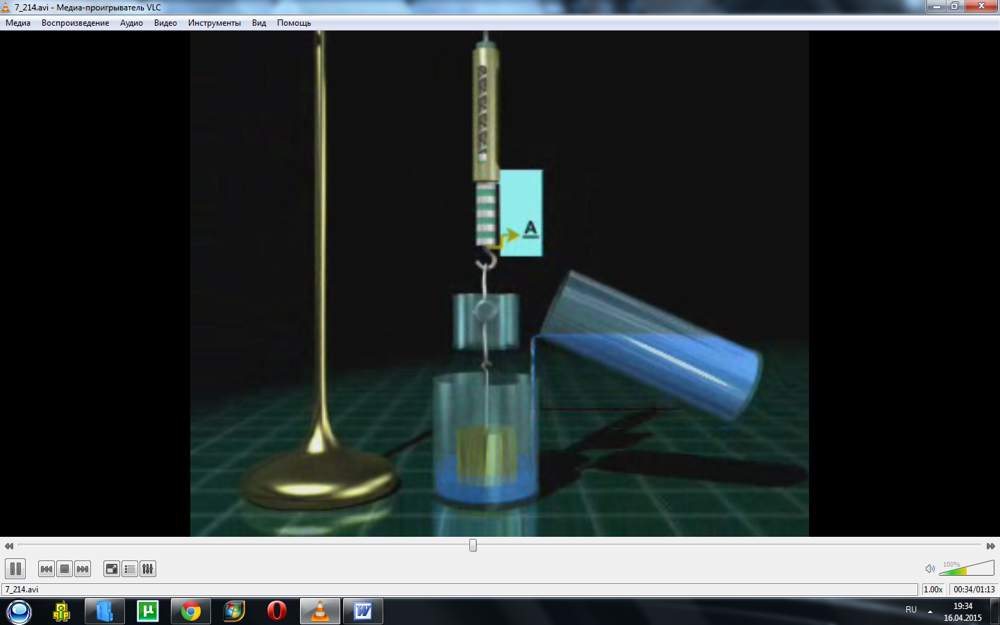 7_214.avi - Медиа-проигрыватель VLC
Медиа Воспроизведение Аудио Видео Инструменты Вид Помощь
A
100%
7_214.avi 1.00x 00:34/01:13
qip µ W RU 19:34
16.04.2015